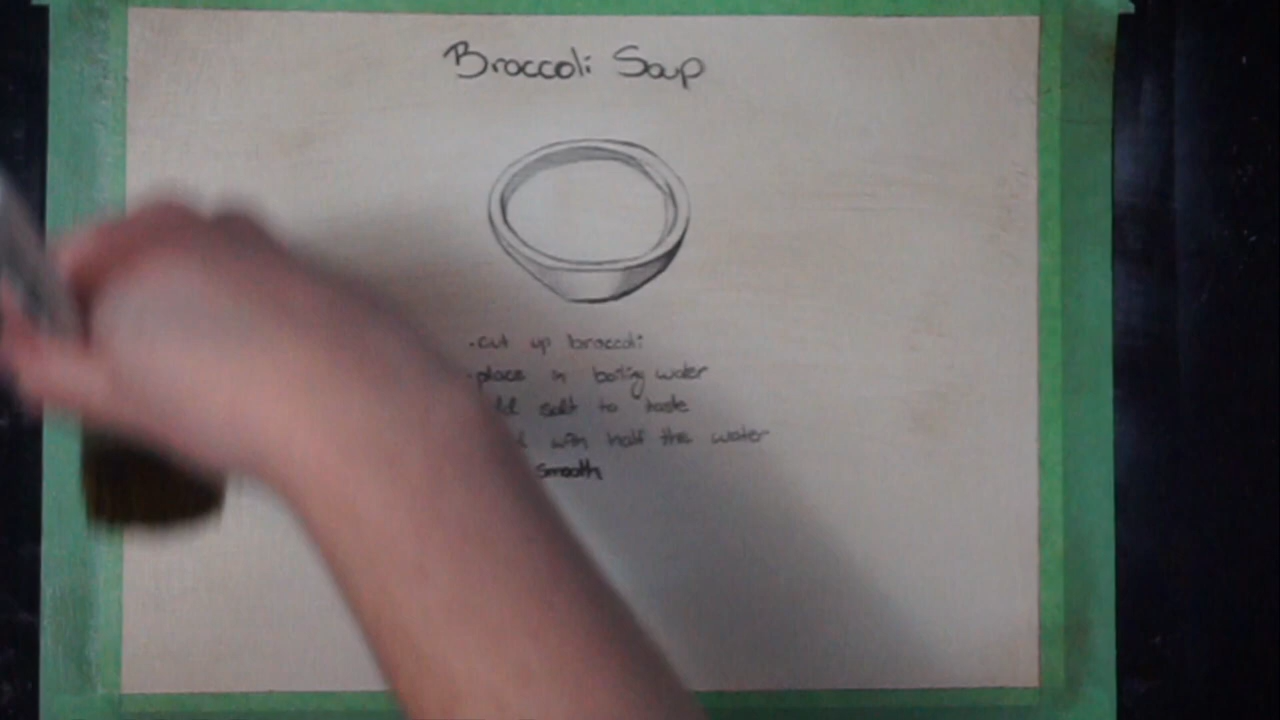 Broccoli Soup
-cut up broccoli
-place in boiling water
salt to taste
with half the water
smooth